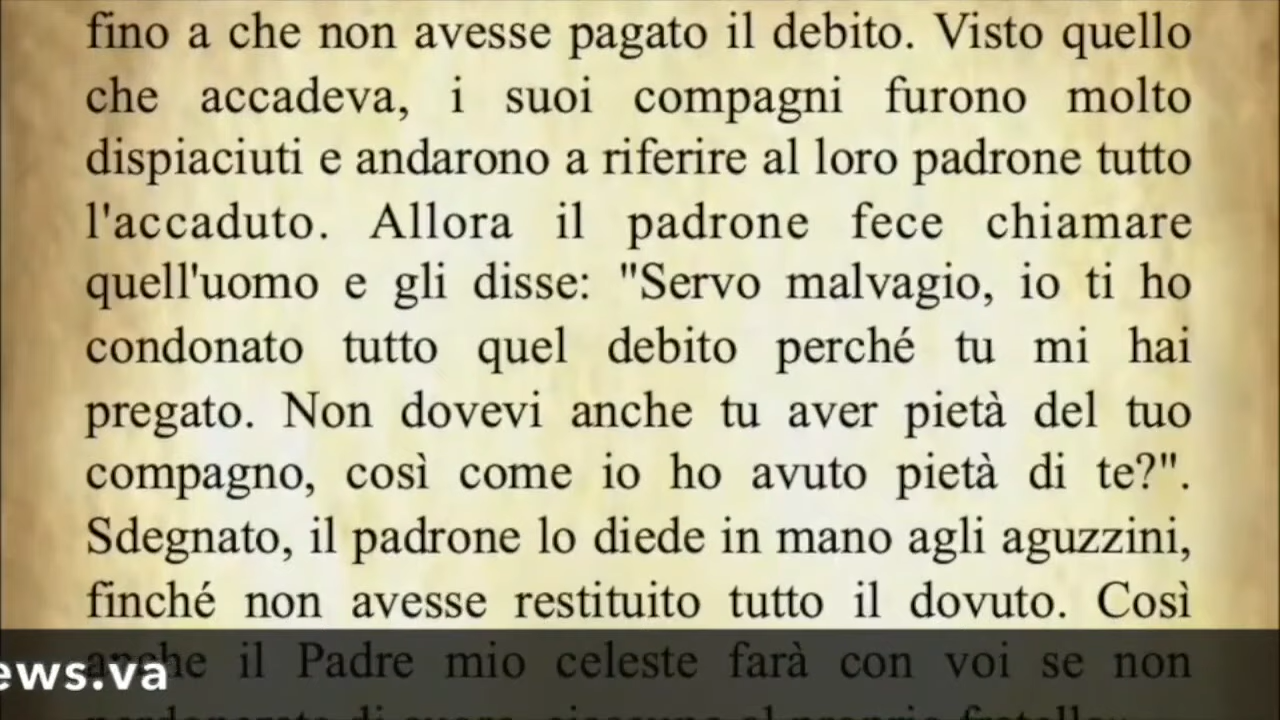 fino a che non avesse pagato il debito. Visto quello
che accadeva, i suoi compagni furono molto
dispiaciuti e andarono a riferire al loro padrone tutto
l'accaduto. Allora il padrone fece chiamare
quell'uomo e gli disse: "Servo malvagio, io ti ho
condonato tutto quel debito perché tu mi hai
pregato. Non dovevi anche tu aver pietà del tuo
compagno, così come io ho avuto pietà di te?".
Sdegnato, il padrone lo diede in mano agli aguzzini,
finché non avesse restituito tutto il dovuto. Così
anche il Padre mio celeste farà con voi se non
ews.va